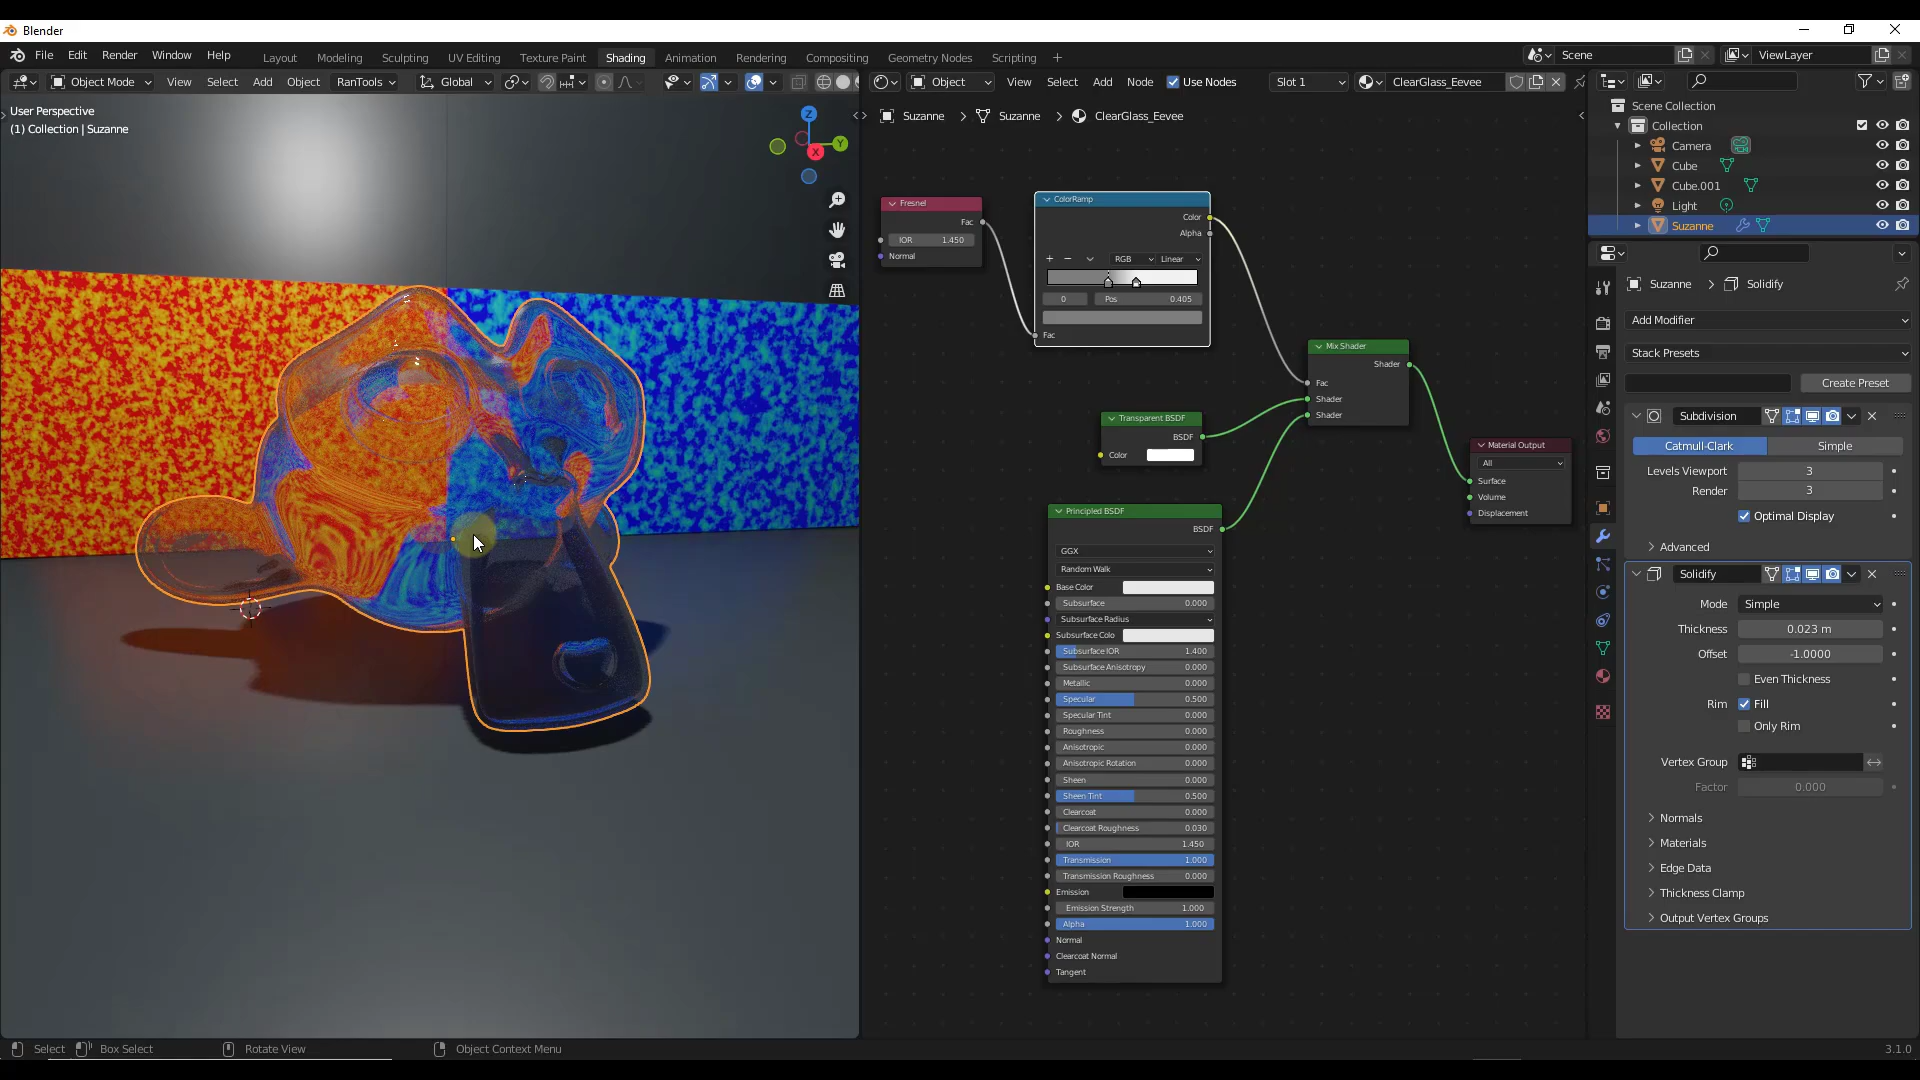 Blender
File Edit Render Window Help Layout Modeling Sculpting UV Editing Texture Paint Shading Animation Rendering Compositing Geometry Nodes Scripting + Scene ViewLayer
Object Mode View Select Add Object RanTools Global Object View Select Add Node Use Nodes Slot 1 ClearGlass_Eevee
User Perspective
(1) Collection | Suzanne
Z
Y
X
Suzanne > Suzanne > ClearGlass_Eevee
Fresnel
Fac
IOR 1.450
Normal
ColorRamp
Color
Alpha
RGB Linear
0 Pos 0.405
Fac
Mix Shader
Shader
Fac
Shader
Shader
Transparent BSDF
BSDF
Color
Material Output
All
Surface
Volume
Displacement
Principled BSDF
BSDF
GGX
Random Walk
Base Color
Subsurface 0.000
Subsurface Radius
Subsurface Colo
Subsurface IOR 1.400
Subsurface Anisotropy 0.000
Metallic 0.000
Specular 0.500
Specular Tint 0.000
Roughness 0.000
Anisotropic 0.000
Anisotropic Rotation 0.000
Sheen 0.000
Sheen Tint 0.500
Clearcoat 0.000
Clearcoat Roughness 0.030
IOR 1.450
Transmission 1.000
Transmission Roughness 0.000
Emission
Emission Strength 1.000
Alpha 1.000
Normal
Clearcoat Normal
Tangent
Scene Collection
Collection
Camera
Cube
Cube.001
Light
Suzanne
Suzanne > Solidify
Add Modifier
Stack Presets
Create Preset
Subdivision
Catmull-Clark Simple
Levels Viewport 3
Render 3
Optimal Display
Advanced
Solidify
Mode Simple
Thickness 0.023 m
Offset -1.0000
Even Thickness
Rim Fill
Only Rim
Vertex Group
Factor 0.000
Normals
Materials
Edge Data
Thickness Clamp
Output Vertex Groups
Select Box Select Rotate View Object Context Menu 3.1.0